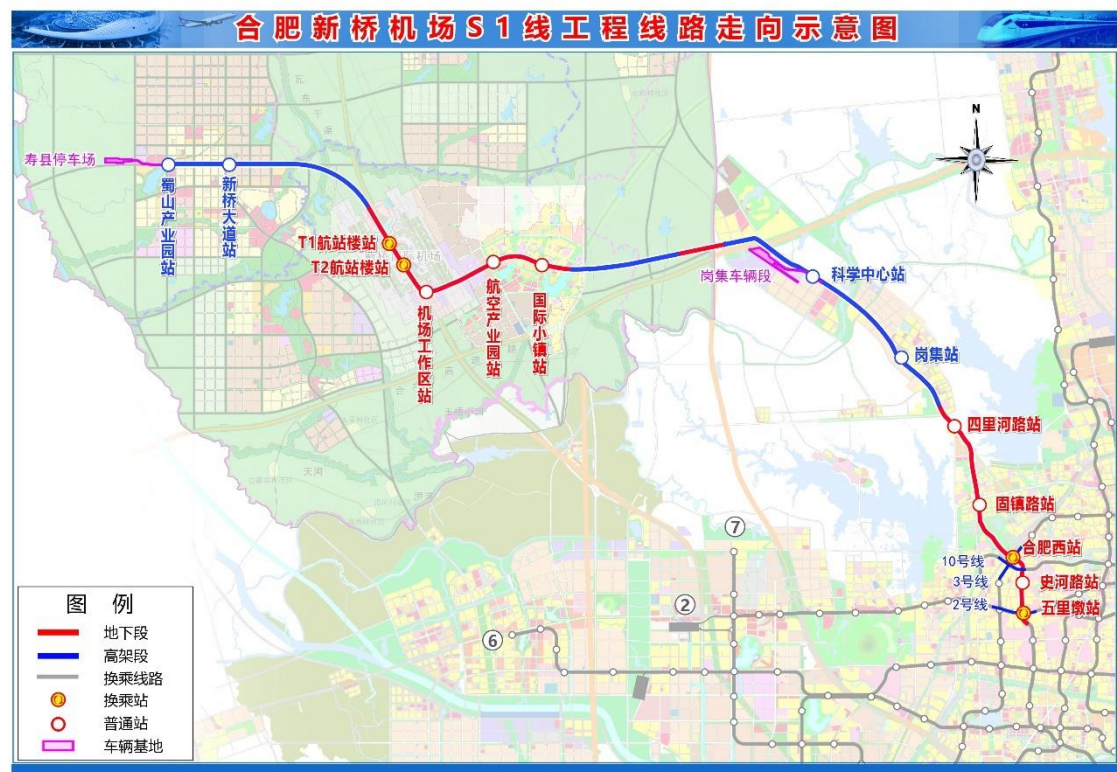 合肥新桥机场S1线工程线路走向示意图
N
寿县停车场
蜀山产业园站
新桥大道站
T1航站楼站
T2航站楼站
机场工作区站
航空产业园站
国际小镇站
岗集车辆段
科学中心站
岗集站
四里河路站
固镇路站
合肥西站
10号线
3号线
史河路站
2号线
五里墩站
⑦
②
⑥
图 例
地下段
高架段
换乘线路
换乘站
普通站
车辆基地